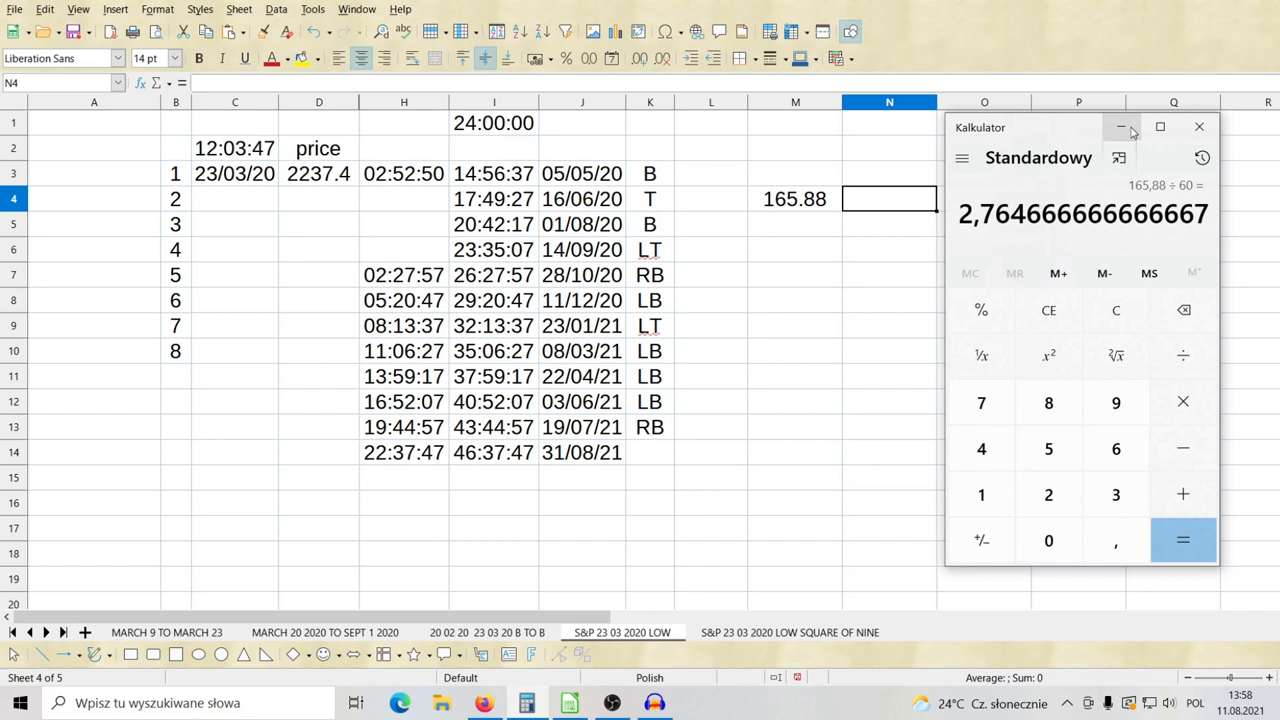 File Edit View Insert Format Styles Sheet Data Tools Window Help
Liberation Sans 14 pt
N4
A B C D H I J K L M N O P Q R
1 24:00:00
2 12:03:47 price
3 1 23/03/20 2237.4 02:52:50 14:56:37 05/05/20 B
4 2 17:49:27 16/06/20 T 165.88
5 3 20:42:17 01/08/20 B
6 4 23:35:07 14/09/20 LT
7 5 02:27:57 26:27:57 28/10/20 RB
8 6 05:20:47 29:20:47 11/12/20 LB
9 7 08:13:37 32:13:37 23/01/21 LT
10 8 11:06:27 35:06:27 08/03/21 LB
11 13:59:17 37:59:17 22/04/21 LB
12 16:52:07 40:52:07 03/06/21 LB
13 19:44:57 43:44:57 19/07/21 RB
14 22:37:47 46:37:47 31/08/21
15
16
17
18
19
20
Kalkulator
Standardowy
165,88 ÷ 60 =
2,764666666666667
MC MR M+ M- MS M˅
% CE C
¹/x x² ²√x ÷
7 8 9 ×
4 5 6 −
1 2 3 +
+/− 0 , =
MARCH 9 TO MARCH 23 MARCH 20 2020 TO SEPT 1 2020 20 02 20 23 03 20 B TO B S&P 23 03 2020 LOW S&P 23 03 2020 LOW SQUARE OF NINE
Sheet 4 of 5 Default Polish Average: ; Sum: 0
Wpisz tu wyszukiwane słowa 24°C Cz. słonecznie POL 13:58
11.08.2021